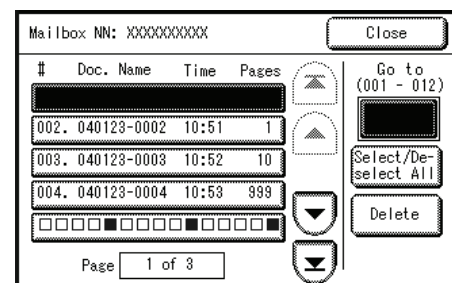 Mailbox NN: XXXXXXXXX
Close
# Doc. Name Time Pages
Go to
(001 - 012)
002. 040123-0002 10:51 1
003. 040123-0003 10:52 10
Select/De-
select All
004. 040123-0004 10:53 999
Delete
Page 1 of 3